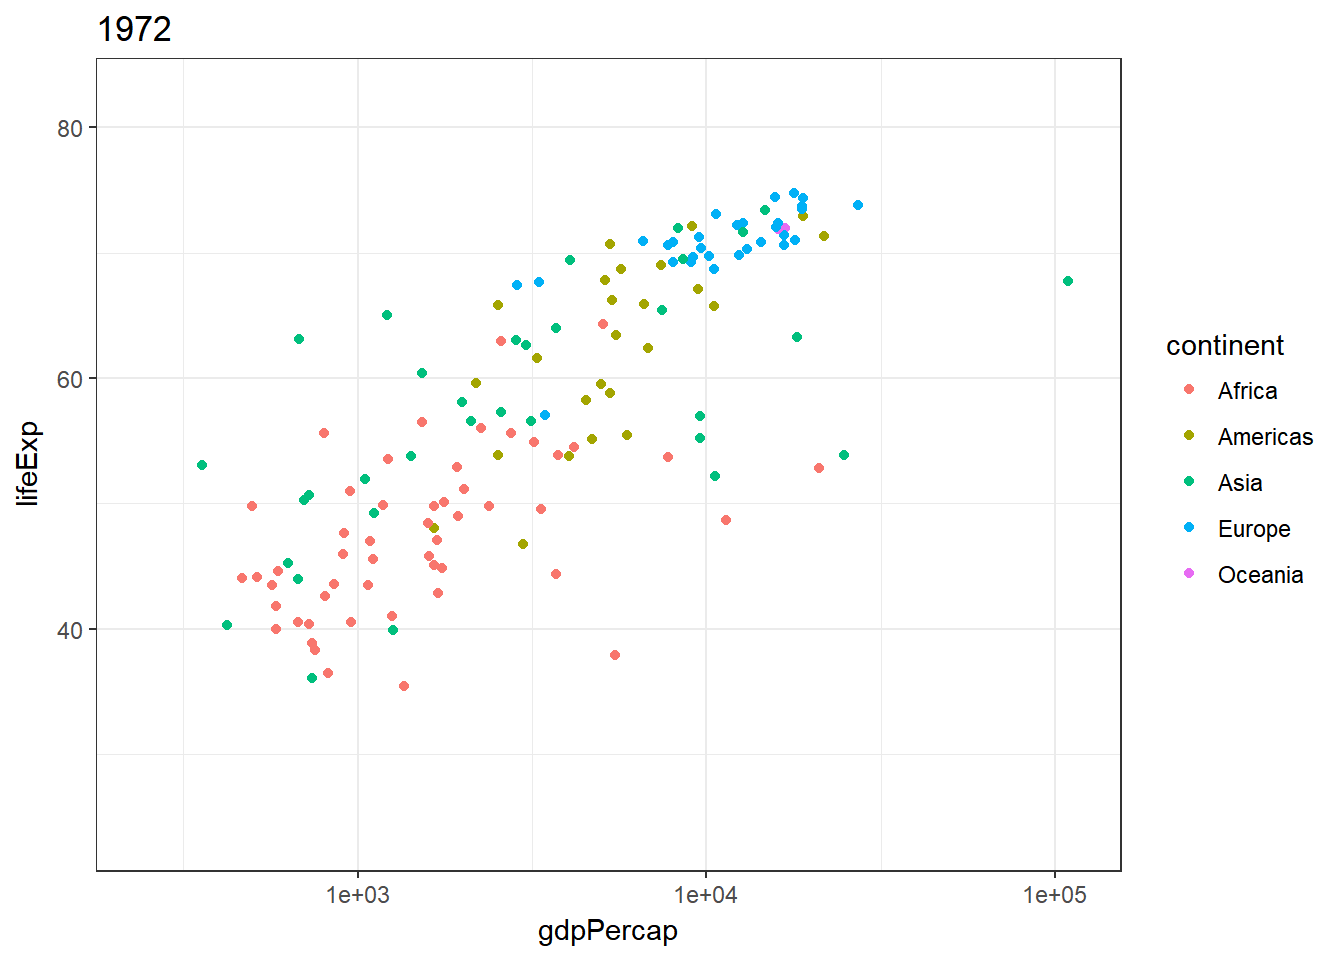 1972
80
60
40
lifeExp
1e+03
1e+04
1e+05
gdpPercap
continent
Africa
Americas
Asia
Europe
Oceania